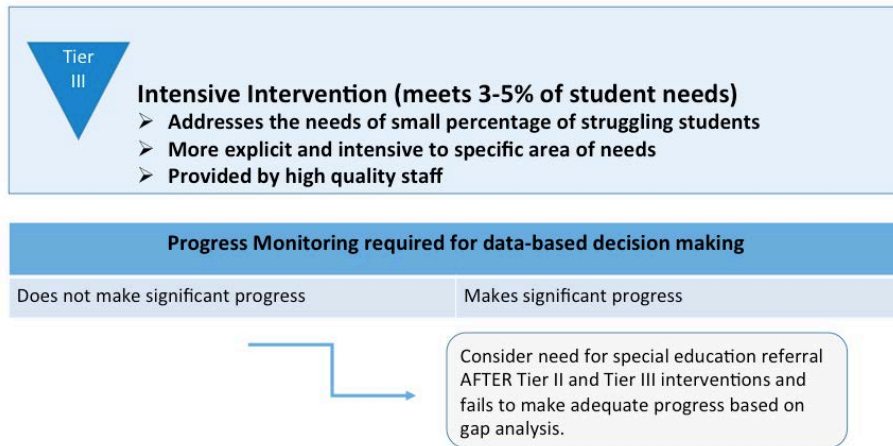 Tier
III
Intensive Intervention (meets 3-5% of student needs)
➢ Addresses the needs of small percentage of struggling students
➢ More explicit and intensive to specific area of needs
➢ Provided by high quality staff
Progress Monitoring required for data-based decision making
Does not make significant progress
Makes significant progress
Consider need for special education referral
AFTER Tier II and Tier III interventions and
fails to make adequate progress based on
gap analysis.